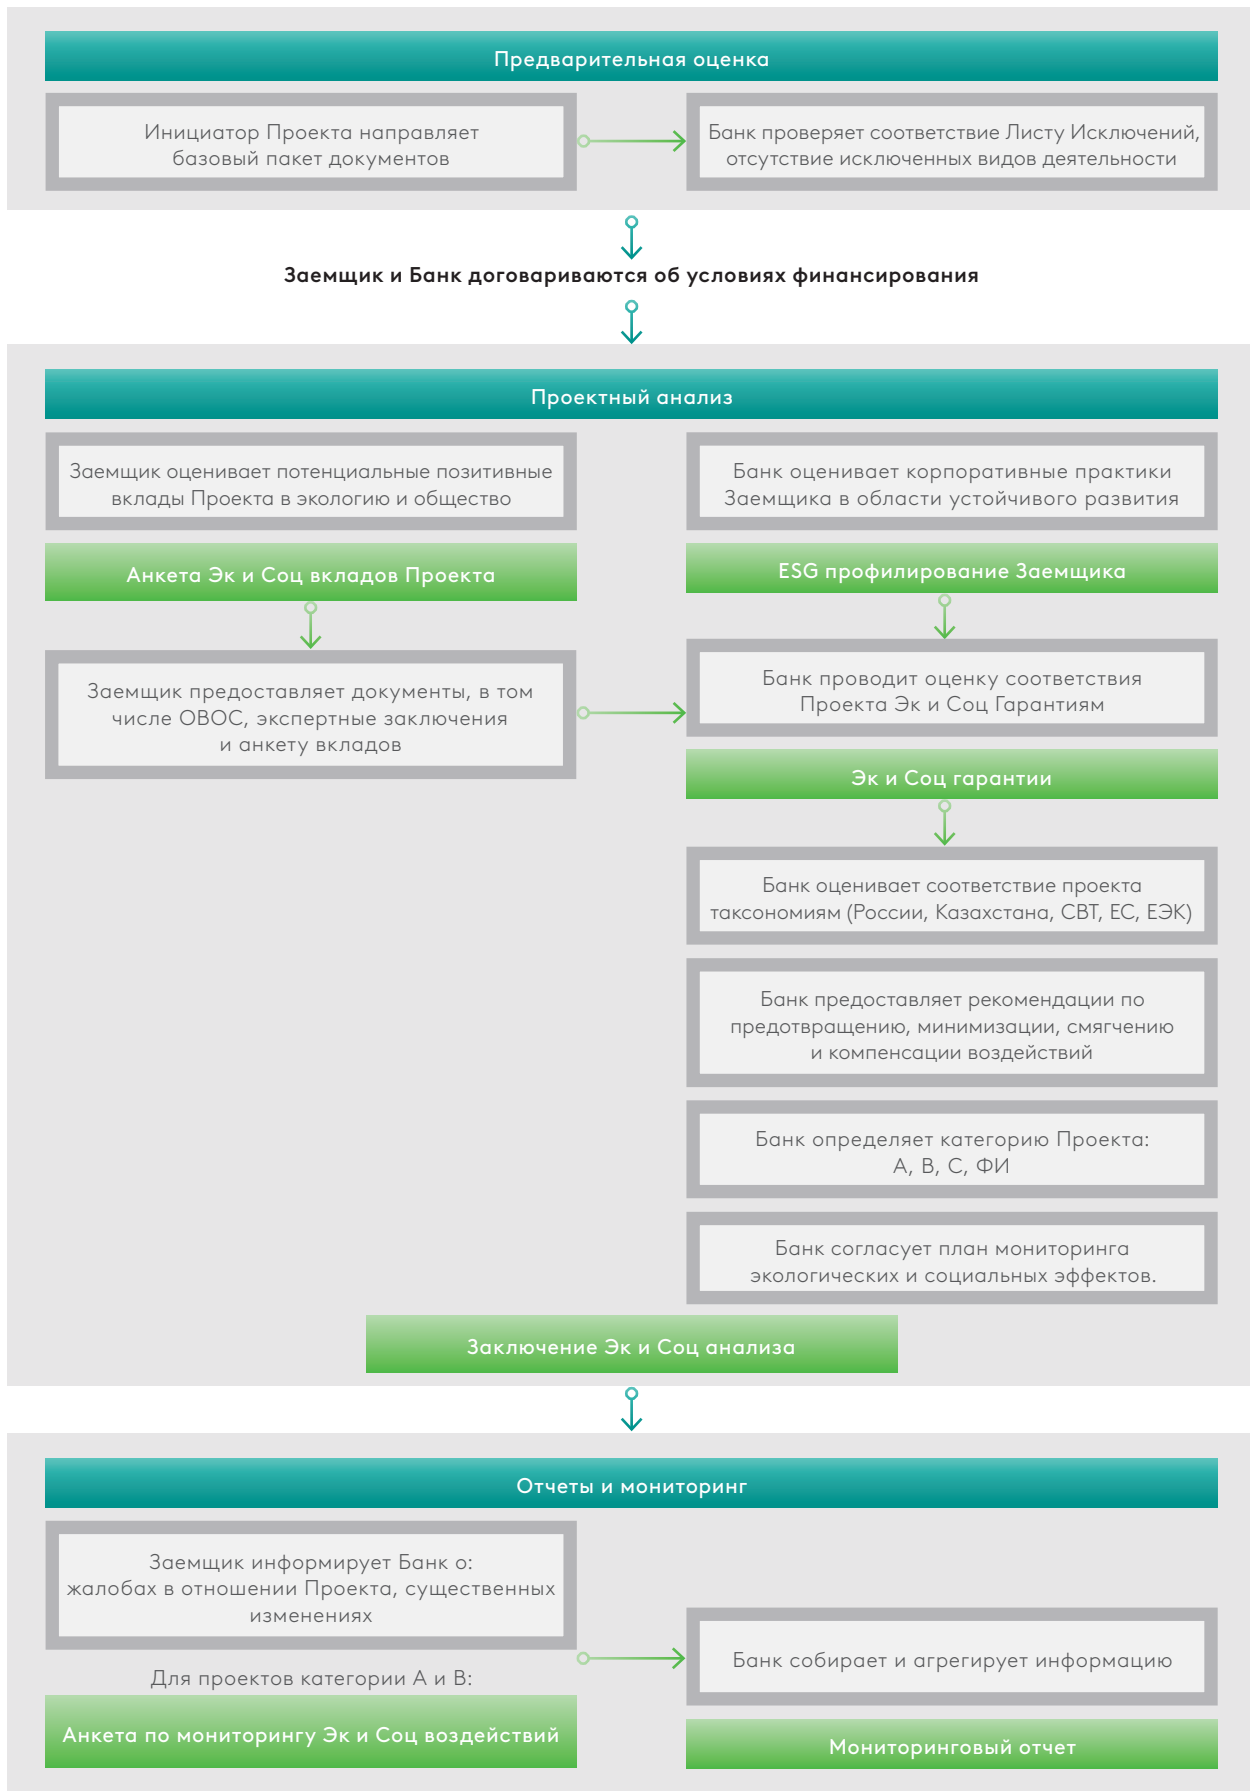 Предварительная оценка
Инициатор Проекта направляет
базовый пакет документов
Банк проверяет соответствие Листу Исключений,
отсутствие исключенных видов деятельности
Заемщик и Банк договариваются об условиях финансирования
Проектный анализ
Заемщик оценивает потенциальные позитивные
вклады Проекта в экологию и общество
Анкета Эк и Соц вкладов Проекта
Заемщик предоставляет документы, в том
числе ОВОС, экспертные заключения
и анкету вкладов
Банк оценивает корпоративные практики
Заемщика в области устойчивого развития
ESG профилирование Заемщика
Банк проводит оценку соответствия
Проекта Эк и Соц Гарантиям
Эк и Соц гарантии
Банк оценивает соответствие проекта
таксономиям (России, Казахстана, СВТ, ЕС, ЕЭК)
Банк предоставляет рекомендации по
предотвращению, минимизации, смягчению
и компенсации воздействий
Банк определяет категорию Проекта:
А, В, С, ФИ
Банк согласует план мониторинга
экологических и социальных эффектов.
Заключение Эк и Соц анализа
Отчеты и мониторинг
Заемщик информирует Банк о:
жалобах в отношении Проекта, существенных
изменениях
Для проектов категории А и В:
Анкета по мониторингу Эк и Соц воздействий
Банк собирает и агрегирует информацию
Мониторинговый отчет